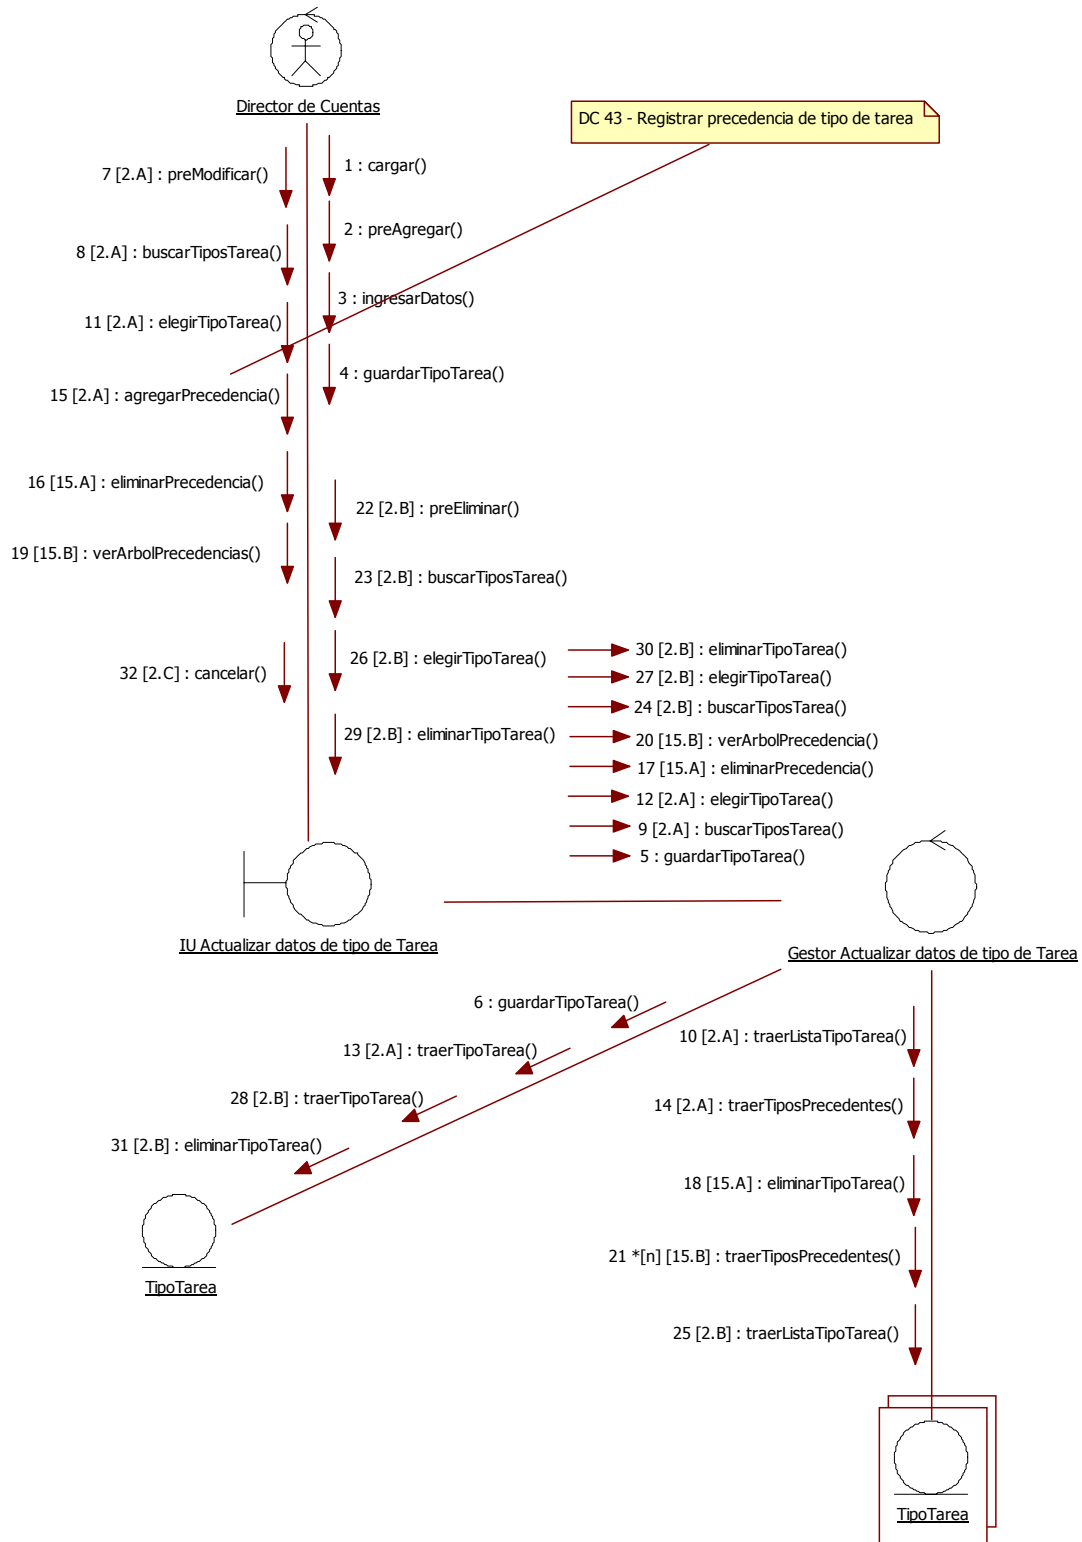 Director de Cuentas
DC 43 - Registrar precedencia de tipo de tarea
7 [2.A] : preModificar()
1 : cargar()
2 : preAgregar()
8 [2.A] : buscarTiposTarea()
3 : ingresarDatos()
11 [2.A] : elegirTipoTarea()
4 : guardarTipoTarea()
15 [2.A] : agregarPrecedencia()
16 [15.A] : eliminarPrecedencia()
22 [2.B] : preEliminar()
19 [15.B] : verArbolPrecedencias()
23 [2.B] : buscarTiposTarea()
26 [2.B] : elegirTipoTarea()
32 [2.C] : cancelar()
29 [2.B] : eliminarTipoTarea()
30 [2.B] : eliminarTipoTarea()
27 [2.B] : elegirTipoTarea()
24 [2.B] : buscarTiposTarea()
20 [15.B] : verArbolPrecedencia()
17 [15.A] : eliminarPrecedencia()
12 [2.A] : elegirTipoTarea()
9 [2.A] : buscarTiposTarea()
5 : guardarTipoTarea()
IU Actualizar datos de tipo de Tarea
Gestor Actualizar datos de tipo de Tarea
6 : guardarTipoTarea()
13 [2.A] : traerTipoTarea()
28 [2.B] : traerTipoTarea()
31 [2.B] : eliminarTipoTarea()
TipoTarea
10 [2.A] : traerListaTipoTarea()
14 [2.A] : traerTiposPrecedentes()
18 [15.A] : eliminarTipoTarea()
21 *[n] [15.B] : traerTiposPrecedentes()
25 [2.B] : traerListaTipoTarea()
TipoTarea